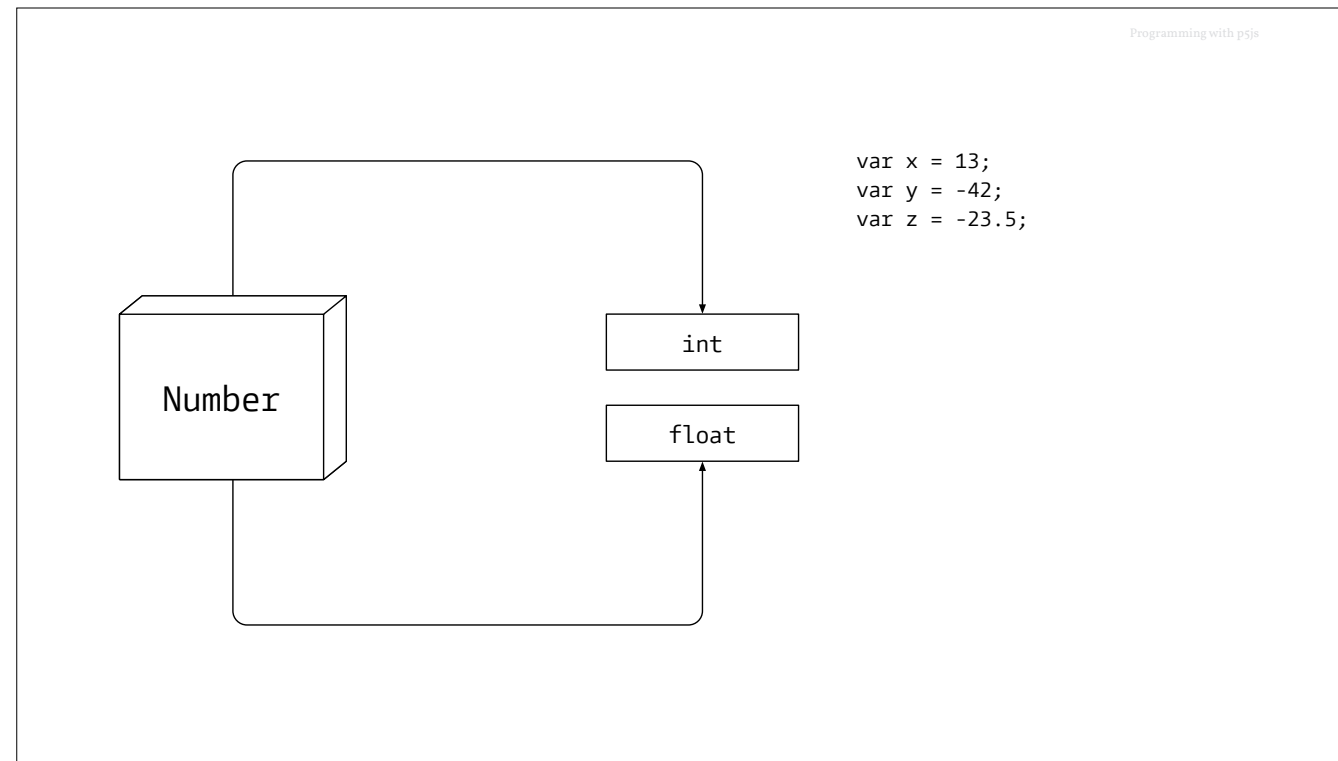 Programming with p5js
var x = 13;
var y = -42;
var z = -23.5;
int
Number
float